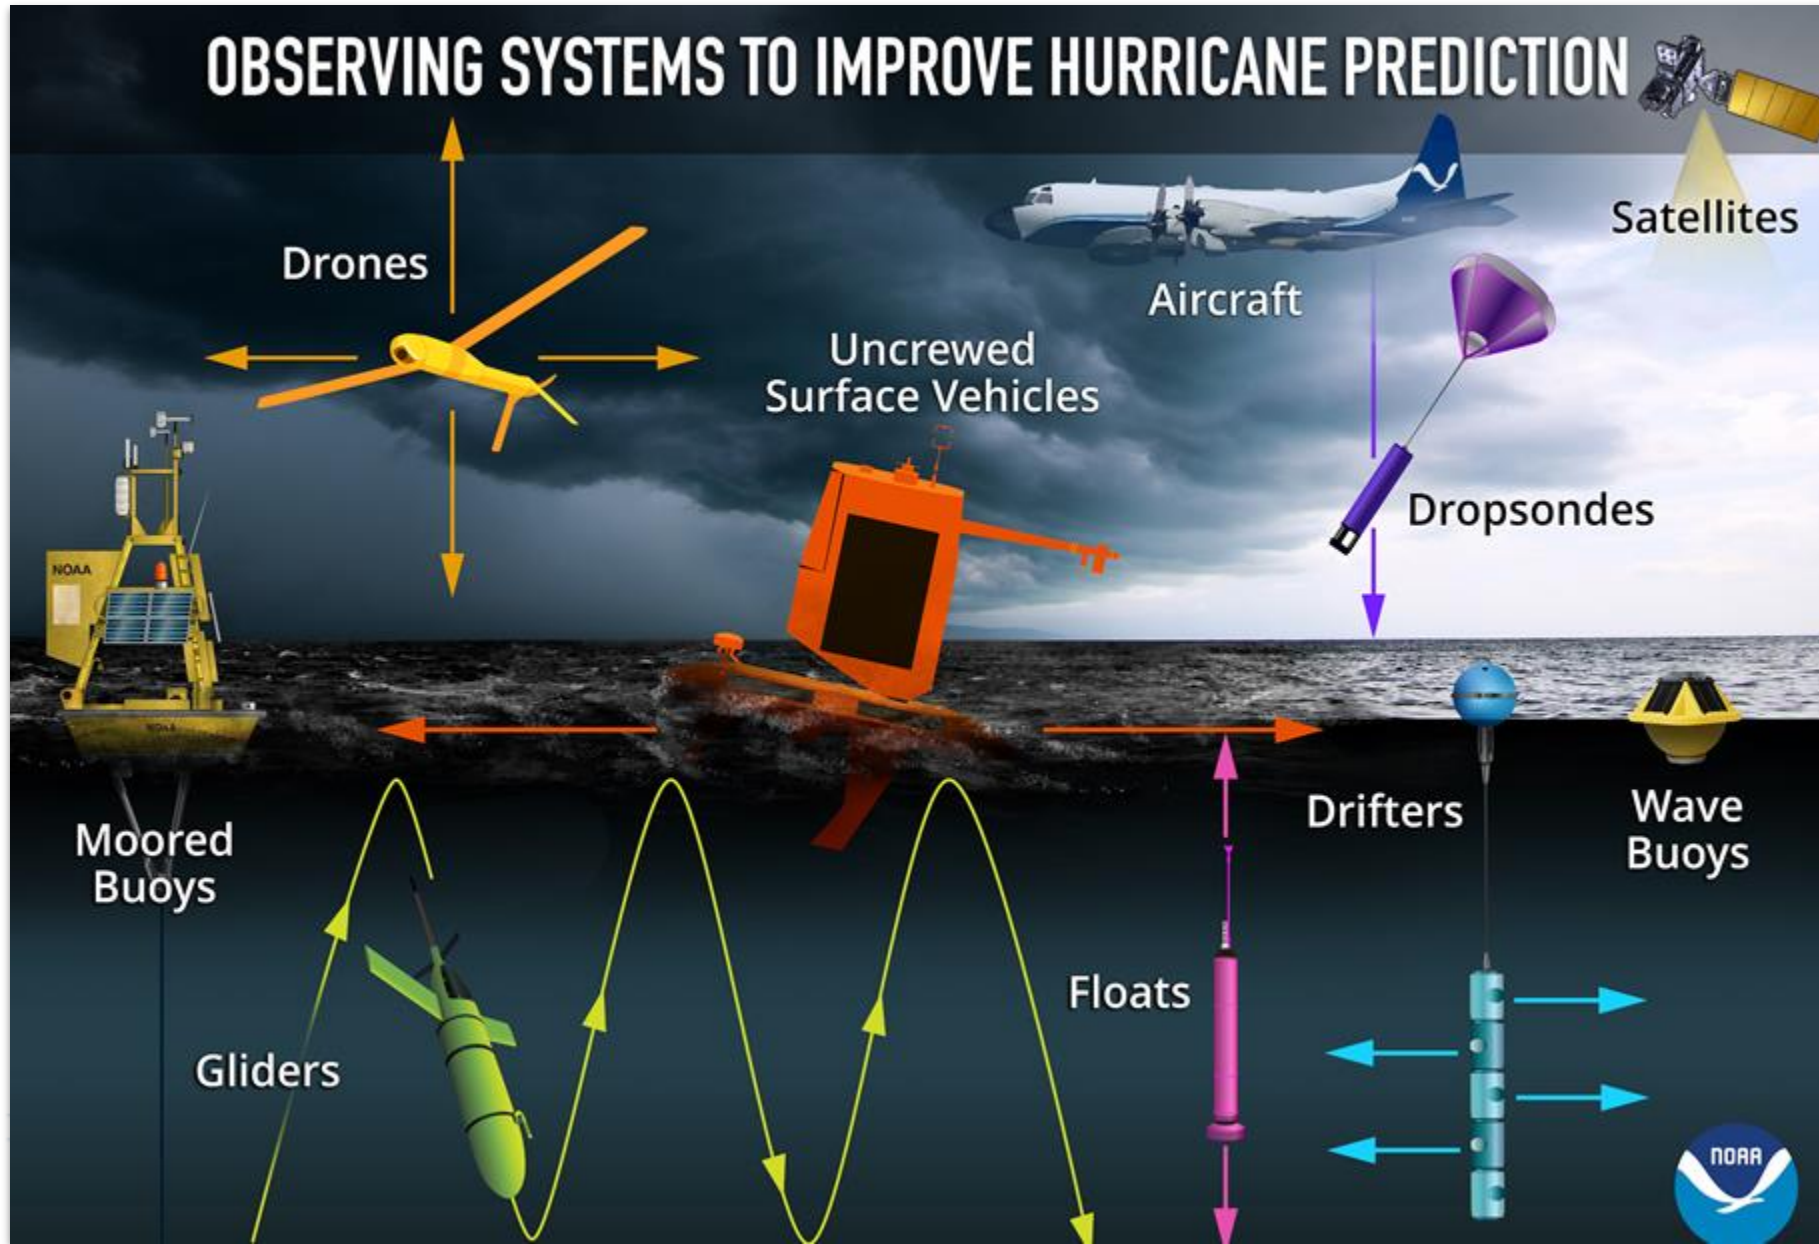 OBSERVING SYSTEMS TO IMPROVE HURRICANE PREDICTION
Satellites
Drones
Aircraft
Uncrewed
Surface Vehicles
Dropsondes
NOAA
NOAA
Moored
Buoys
Drifters
Wave
Buoys
Floats
Gliders
NOAA